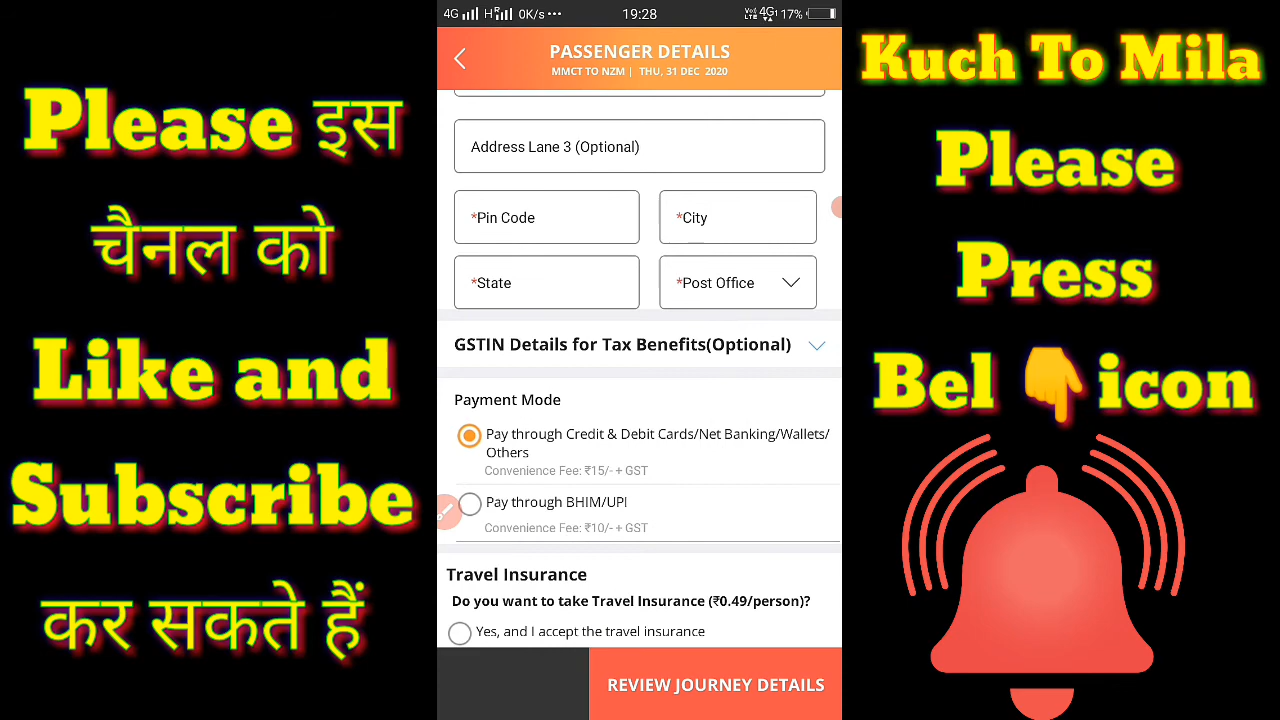 Please इस
चैनल को
Like and
Subscribe
कर सकते हैं
4G H R 0K/s ••• 19:28 VoD LTE 4G1 17%
PASSENGER DETAILS
MMCT TO NZM | THU, 31 DEC 2020
Address Lane 3 (Optional)
*Pin Code *City
*State *Post Office
GSTIN Details for Tax Benefits(Optional)
Payment Mode
Pay through Credit & Debit Cards/Net Banking/Wallets/
Others
Convenience Fee: ₹15/- + GST
Pay through BHIM/UPI
Convenience Fee: ₹10/- + GST
Travel Insurance
Do you want to take Travel Insurance (₹0.49/person)?
Yes, and I accept the travel insurance
REVIEW JOURNEY DETAILS
Kuch To Mila
Please
Press
Bel 👇icon